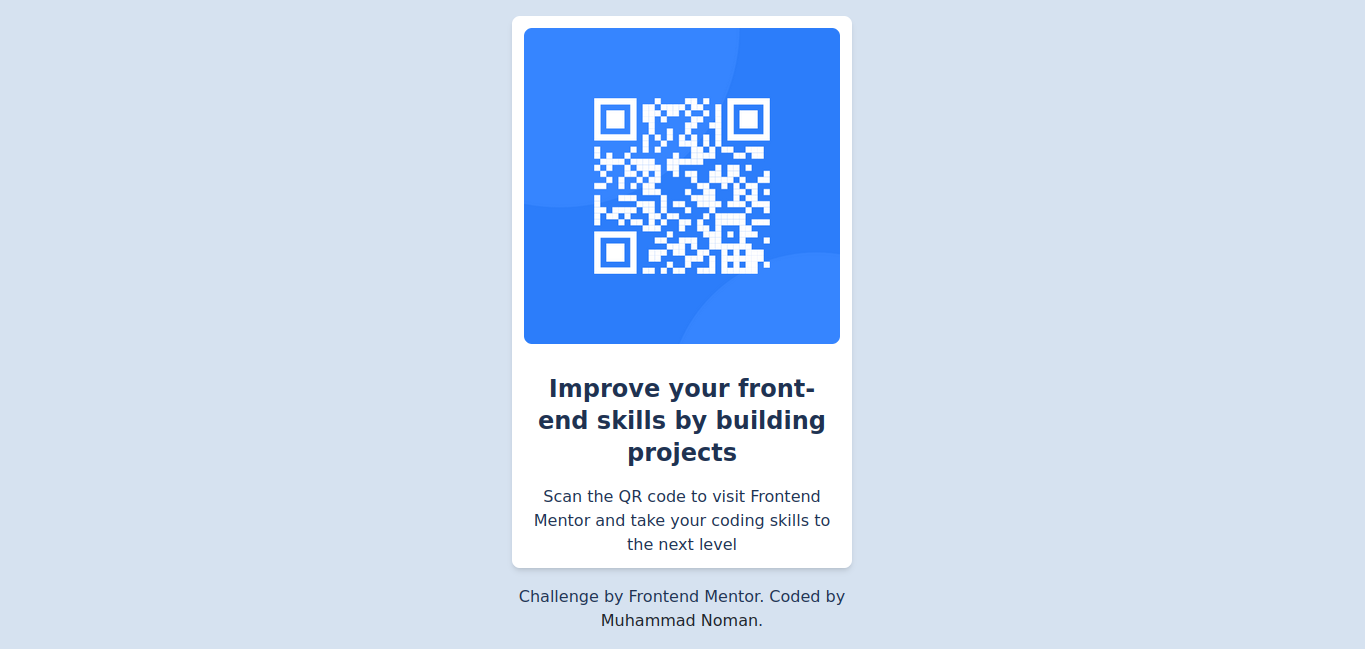 Improve your front-
end skills by building
projects
Scan the QR code to visit Frontend
Mentor and take your coding skills to
the next level
Challenge by Frontend Mentor. Coded by
Muhammad Noman.